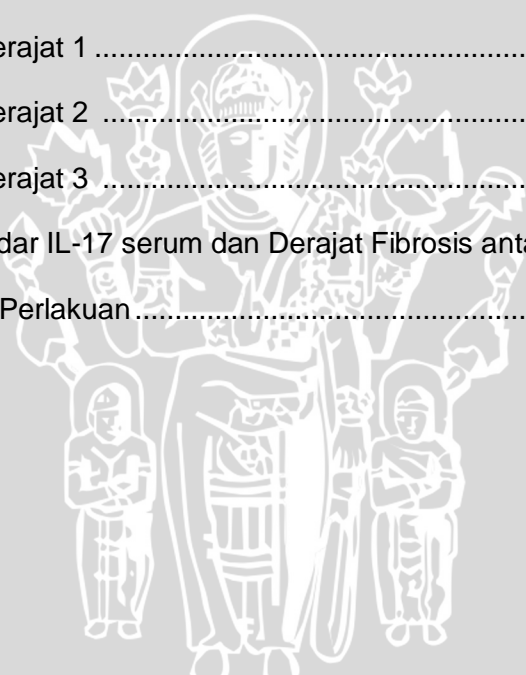 erajat 1 ........................................................
erajat 2 .......................................................
erajat 3 .......................................................
dar IL-17 serum dan Derajat Fibrosis anta
Perlakuan..................................................